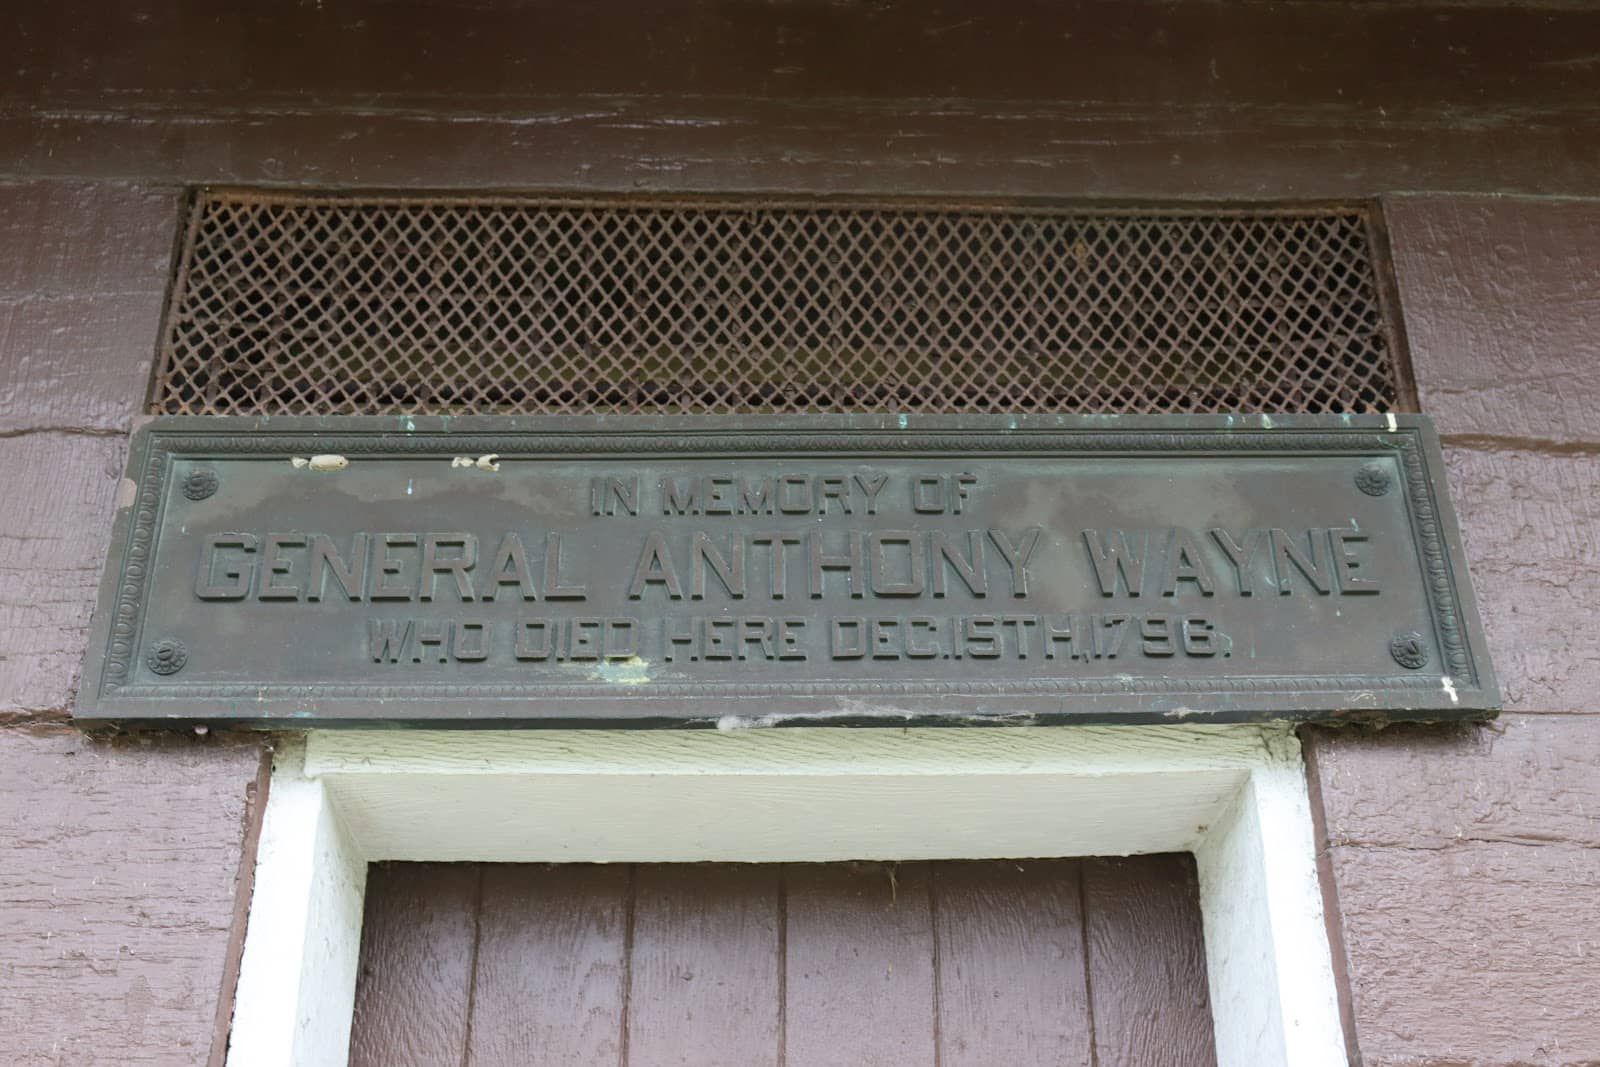 IN MEMORY OF
GENERAL ANTHONY WAYNE
WHO DIED HERE DEC.15TH.,1796.